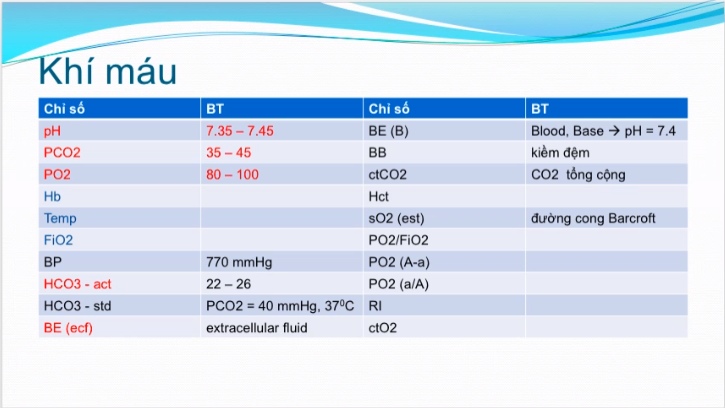 Khí máu
Chỉ số BT Chỉ số BT
pH 7.35 – 7.45 BE (B) Blood, Base → pH = 7.4
PCO2 35 – 45 BB kiềm đệm
PO2 80 – 100 ctCO2 CO2 tổng cộng
Hb Hct
Temp sO2 (est) đường cong Barcroft
FiO2 PO2/FiO2
BP 770 mmHg PO2 (A-a)
HCO3 - act 22 – 26 PO2 (a/A)
HCO3 - std PCO2 = 40 mmHg, 37⁰C RI
BE (ecf) extracellular fluid ctO2